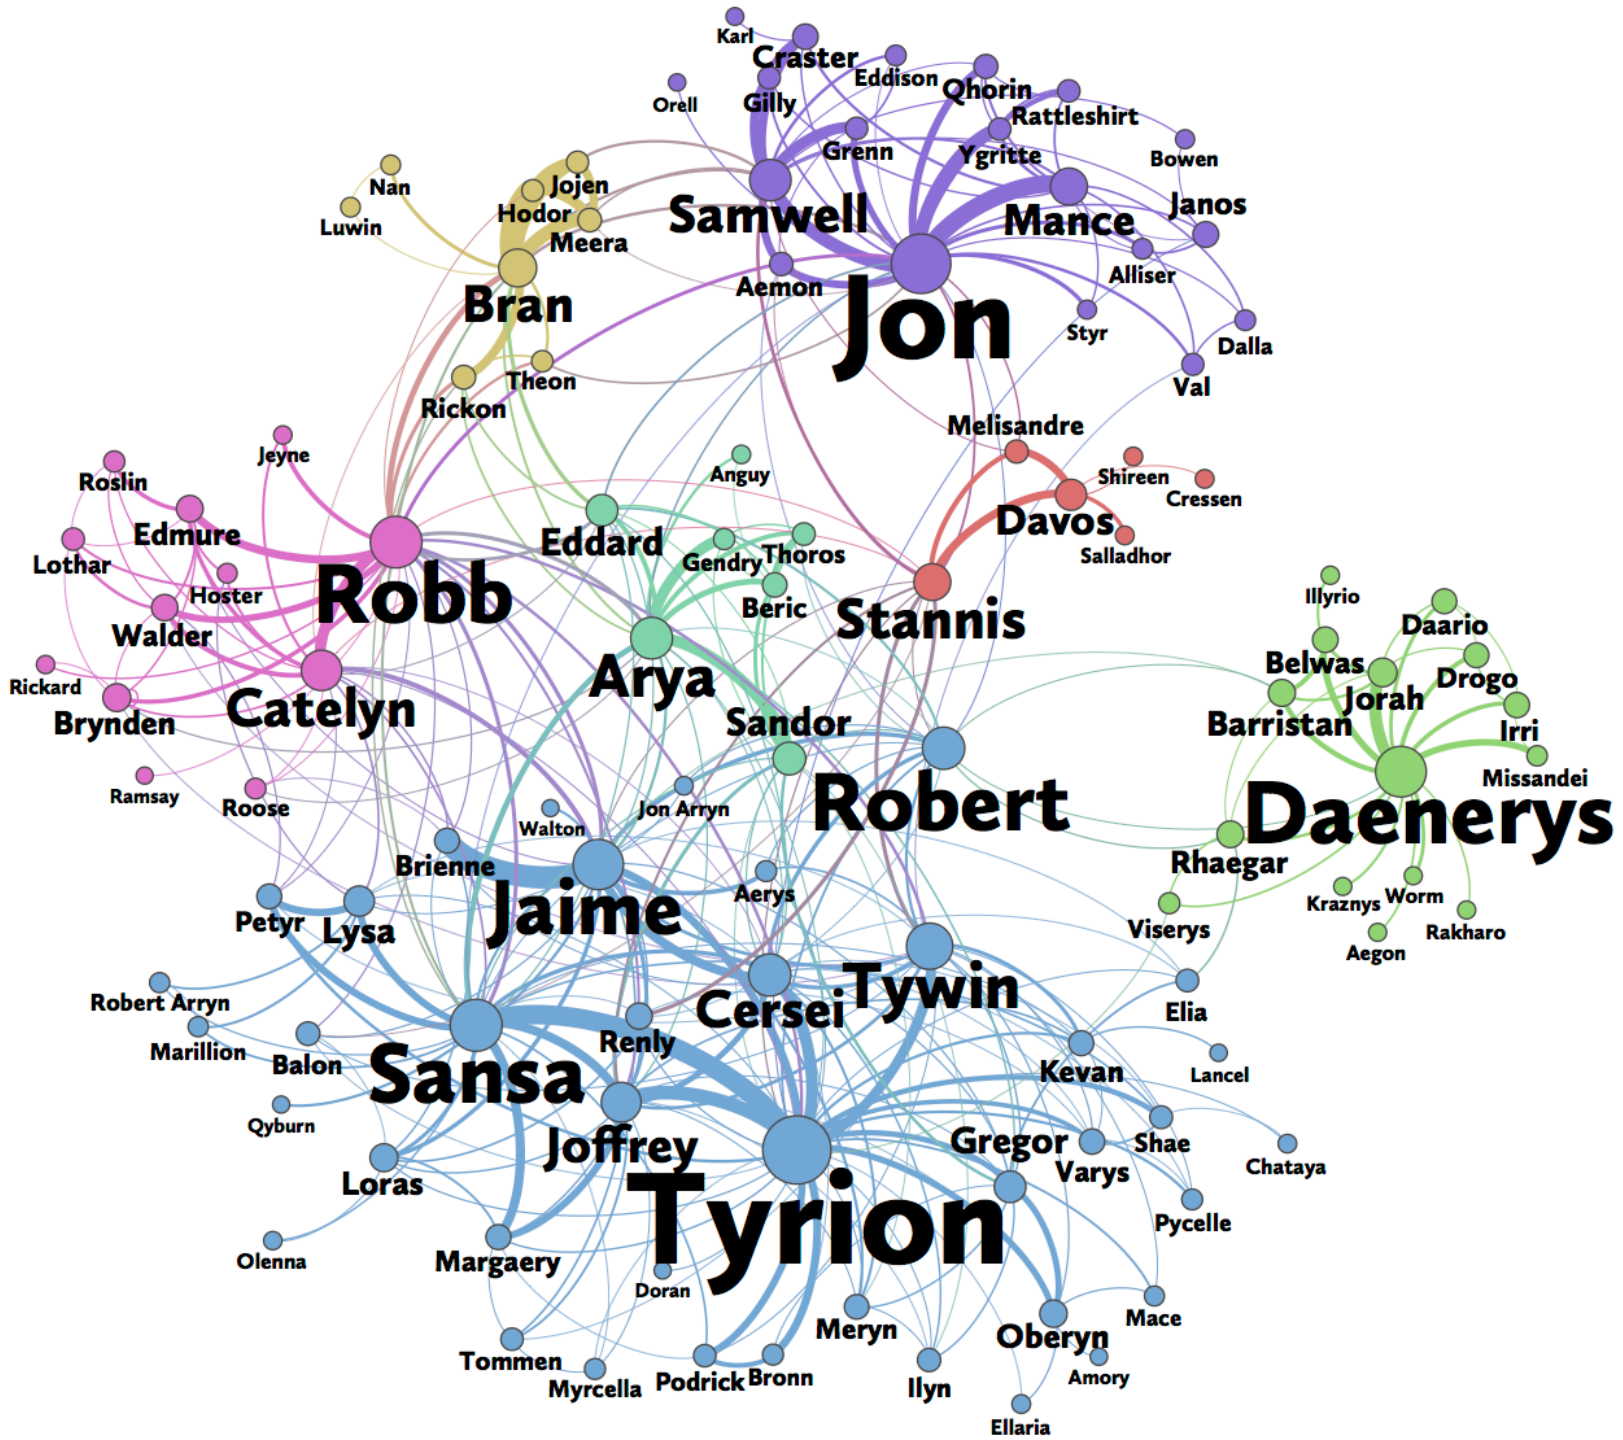 Karl
Craster
Eddison
Qhorin
Orell
Gilly
Rattleshirt
Grenn
Ygritte
Bowen
Nan
Jojen
Hodor
Luwin
Meera
Samwell
Mance
Janos
Aemon
Alliser
Bran
Jon
Styr
Dalla
Theon
Val
Rickon
Melisandre
Jeyne
Anguy
Shireen
Roslin
Cressen
Edmure
Eddard
Davos
Lothar
Gendry
Thoros
Salladhor
Hoster
Robb
Beric
Illyrio
Walder
Stannis
Daario
Arya
Belwas
Rickard
Jorah
Drogo
Brynden
Catelyn
Sandor
Barristan
Irri
Missandei
Ramsay
Roose
Jon Arryn
Robert
Daenerys
Walton
Brienne
Rhaegar
Aerys
Jaime
Kraznys
Worm
Petyr
Lysa
Viserys
Rakharo
Aegon
Robert Arryn
Cersei
Tywin
Elia
Marillion
Balon
Renly
Sansa
Kevan
Lancel
Qyburn
Joffrey
Gregor
Shae
Varys
Chataya
Loras
Tyrion
Pycelle
Olenna
Margaery
Doran
Mace
Meryn
Oberyn
Tommen
Amory
Myrcella
Podrick
Bronn
Ilyn
Ellaria